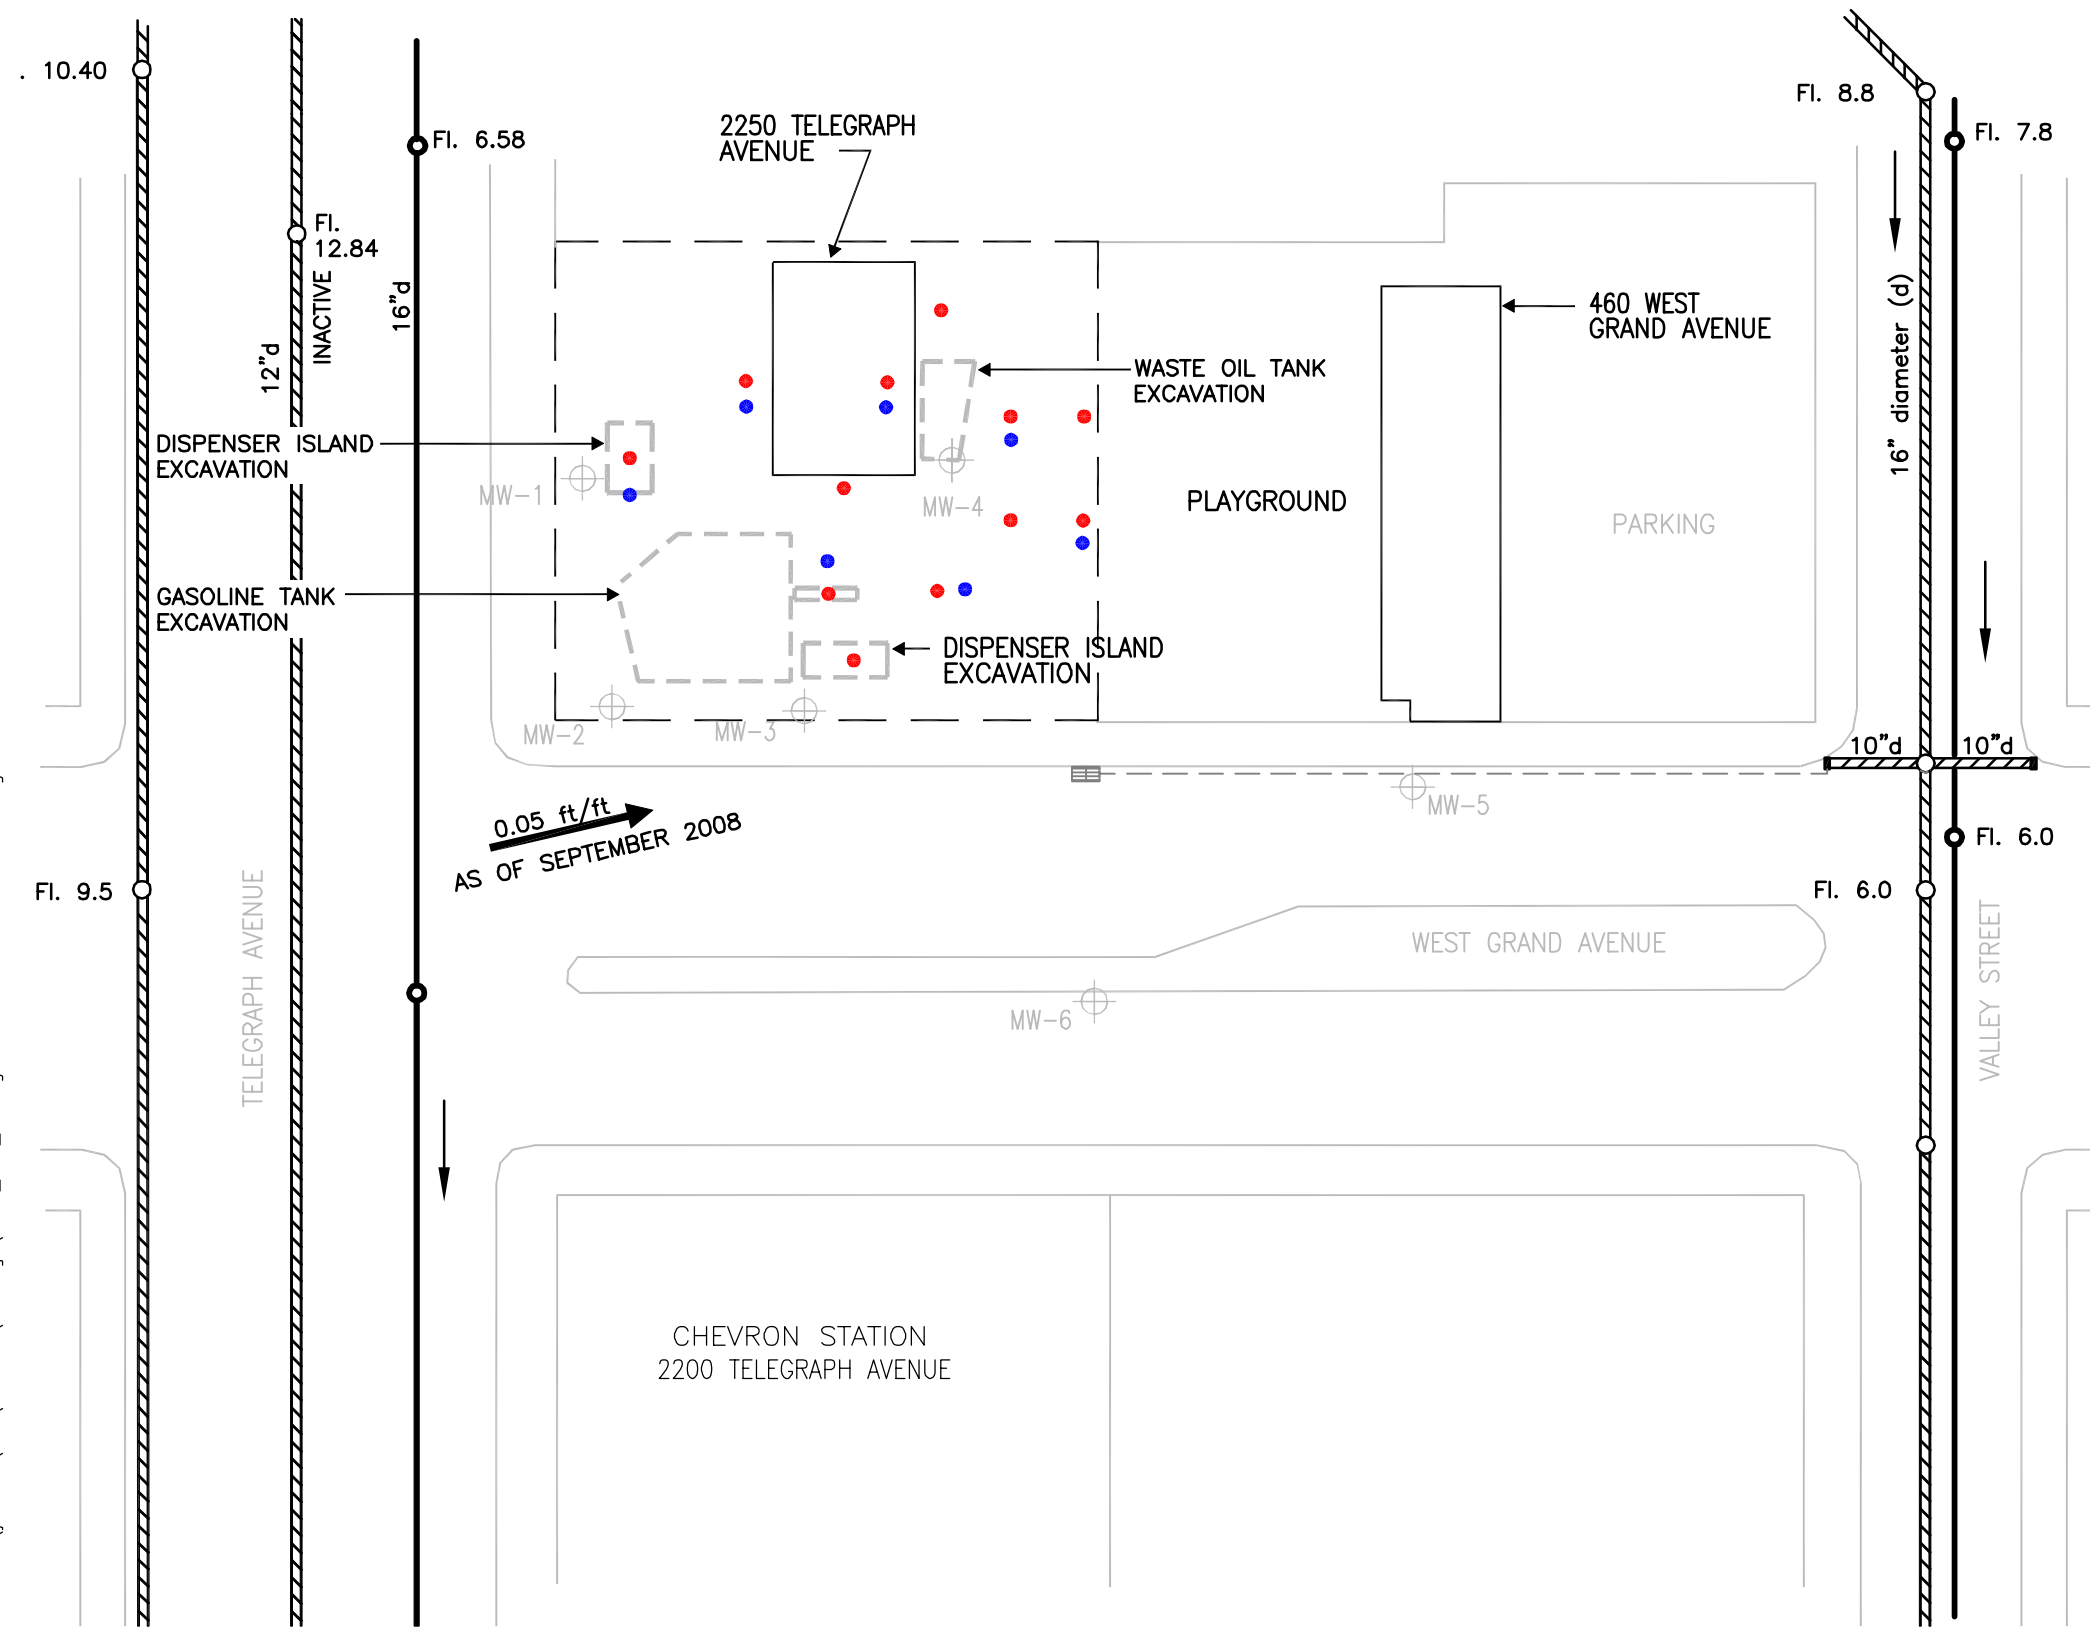 . 10.40
Fl. 8.8
2250 TELEGRAPH
AVENUE
Fl. 7.8
Fl. 6.58
Fl.
12.84
INACTIVE
16"d
12"d
460 WEST
GRAND AVENUE
16" diameter (d)
WASTE OIL TANK
EXCAVATION
DISPENSER ISLAND
EXCAVATION
MW-1
MW-4
PLAYGROUND
PARKING
GASOLINE TANK
EXCAVATION
DISPENSER ISLAND
EXCAVATION
MW-2
MW-3
10"d
10"d
MW-5
0.05 ft/ft
AS OF SEPTEMBER 2008
Fl. 6.0
Fl. 9.5
Fl. 6.0
TELEGRAPH AVENUE
WEST GRAND AVENUE
VALLEY STREET
MW-6
CHEVRON STATION
2200 TELEGRAPH AVENUE